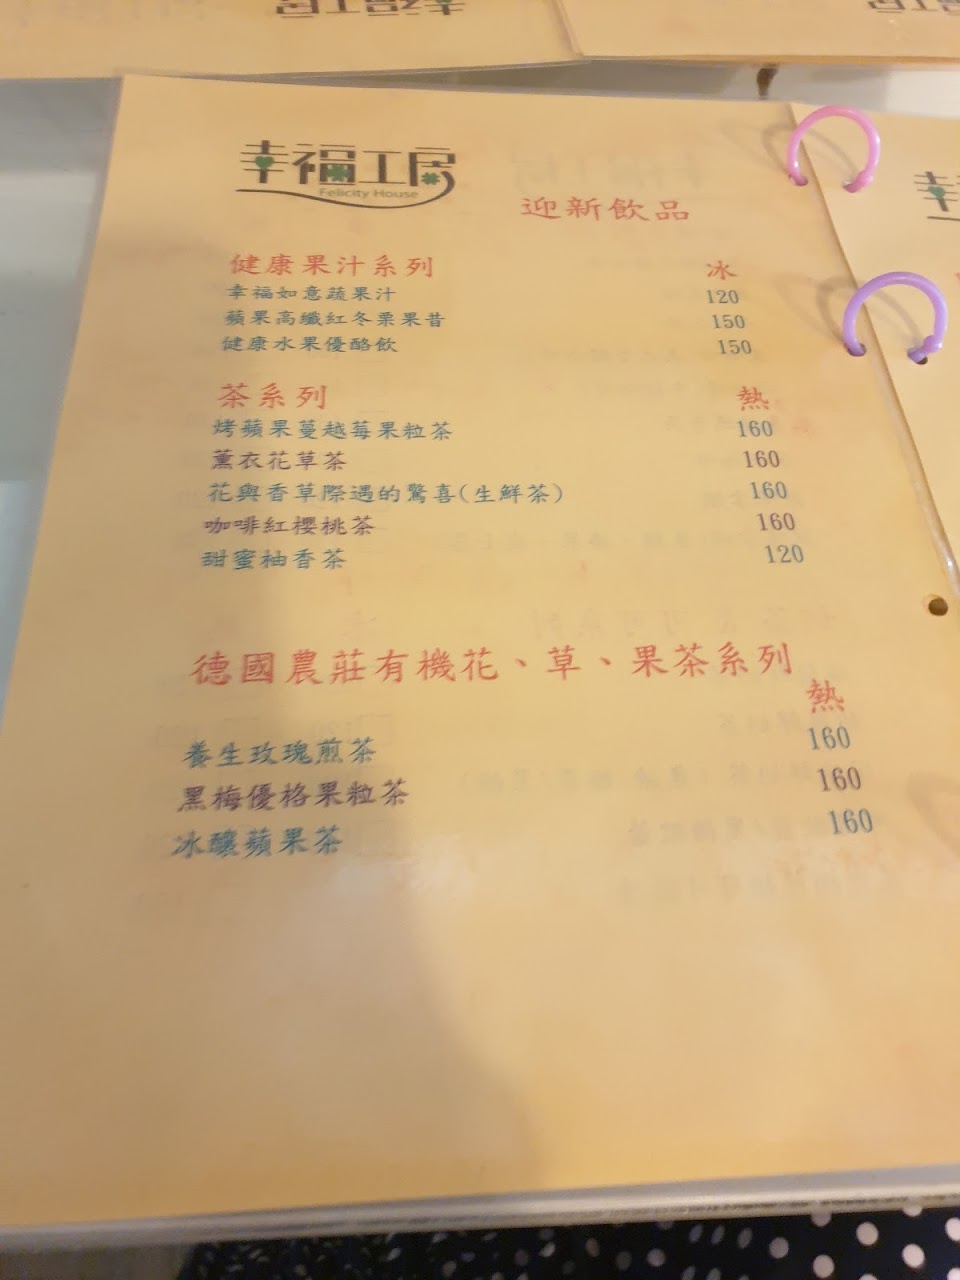 幸福工房
Felicity House
迎新飲品
健康果汁系列 冰
幸福如意蔬果汁 120
蘋果高纖紅冬栗果昔 150
健康水果優酪飲 150
茶系列 熱
烤蘋果蔓越莓果粒茶 160
薰衣花草茶 160
花與香草際遇的驚喜(生鮮茶) 160
咖啡紅櫻桃茶 160
甜蜜柚香茶 120
德國農莊有機花、草、果茶系列
熱
養生玫瑰煎茶 160
黑梅優格果粒茶 160
冰釀蘋果茶 160